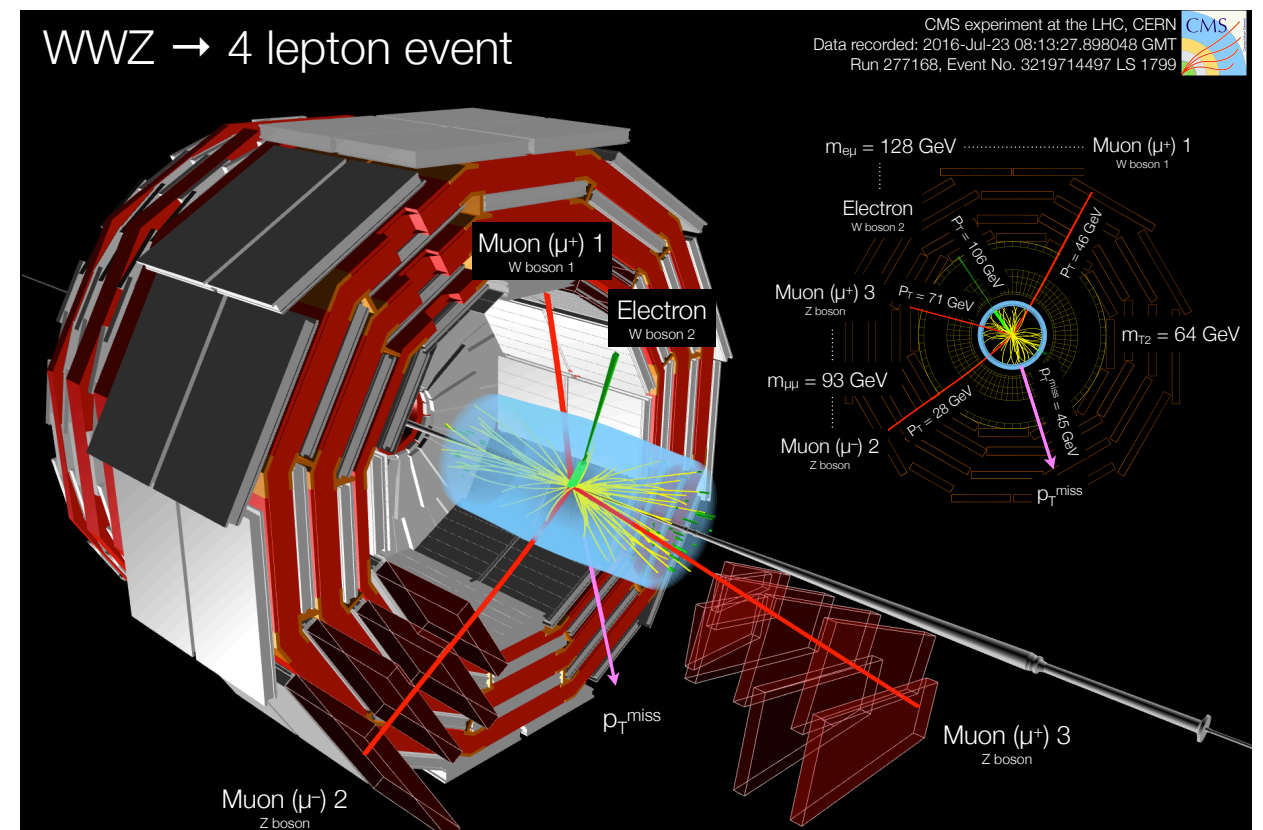 WWZ → 4 lepton event
CMS experiment at the LHC, CERN
Data recorded: 2016-Jul-23 08:13:27.898048 GMT
Run 277168, Event No. 3219714497 LS 1799
CMS
meμ = 128 GeV
Muon (μ⁺) 1
W boson 1
Electron
W boson 2
PT = 106 GeV
PT = 46 GeV
Muon (μ⁺) 3
Z boson
PT = 71 GeV
mT2 = 64 GeV
mμμ = 93 GeV
PT = 28 GeV
pTmiss = 45 GeV
Muon (μ⁻) 2
Z boson
pTmiss
Muon (μ⁺) 1
W boson 1
Electron
W boson 2
pTmiss
Muon (μ⁺) 3
Z boson
Muon (μ⁻) 2
Z boson